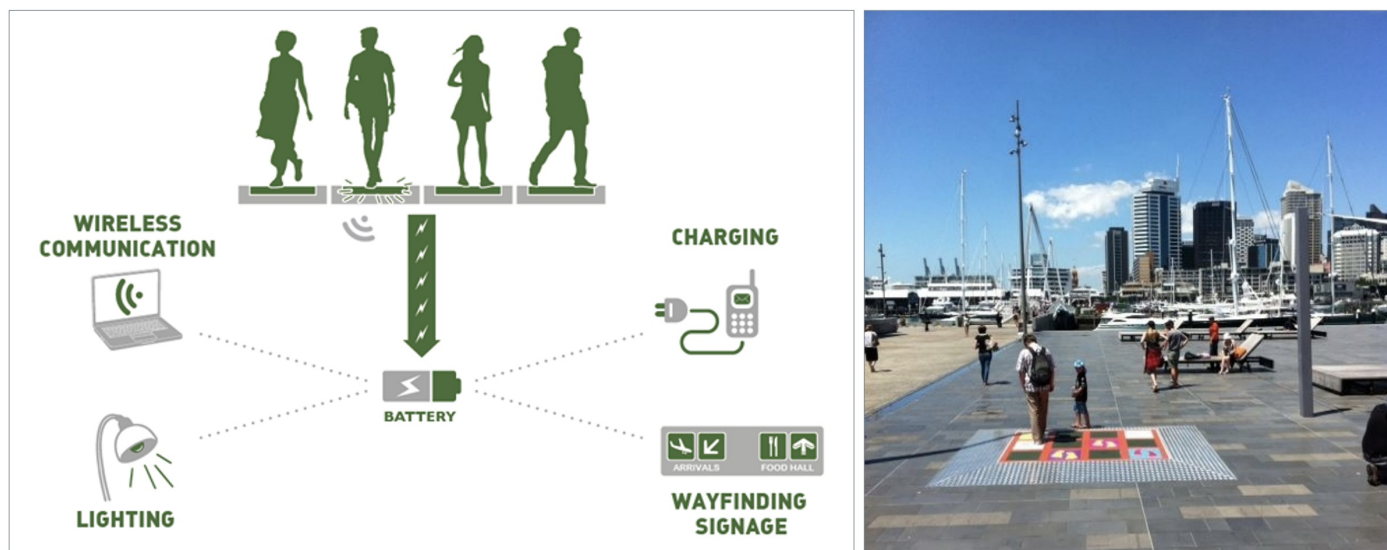 WIRELESS
COMMUNICATION
CHARGING
BATTERY
ARRIVALS
FOOD HALL
LIGHTING
WAYFINDING
SIGNAGE